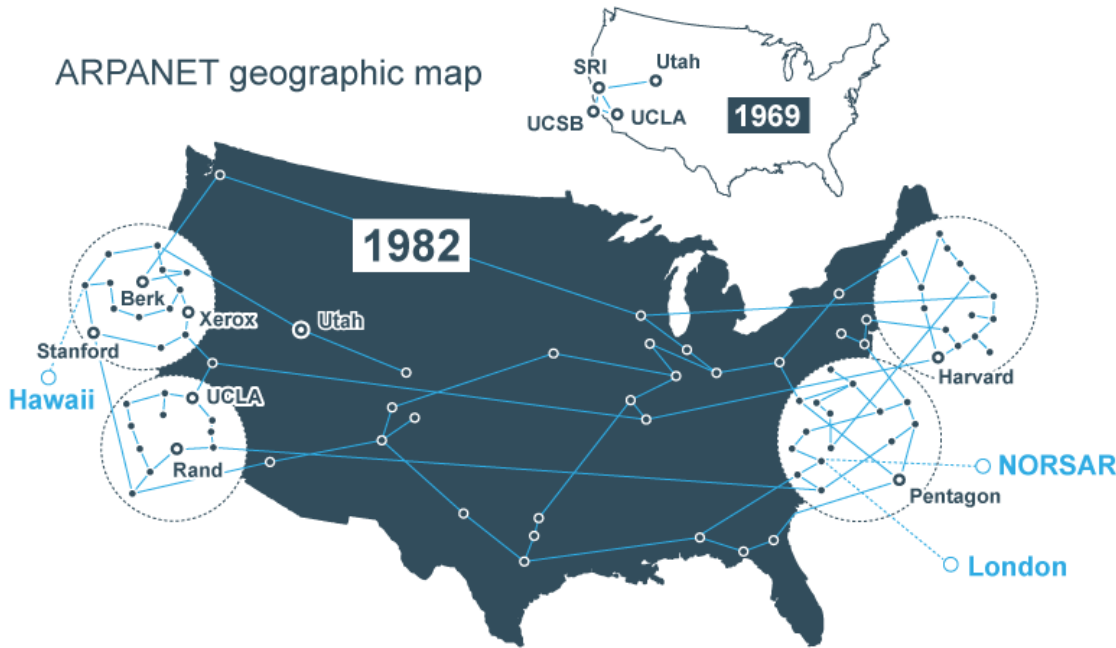 ARPANET geographic map
SRI
Utah
UCSB
UCLA
1969
1982
Berk
Xerox
Stanford
Hawaii
Utah
UCLA
Rand
Harvard
NORSAR
Pentagon
London